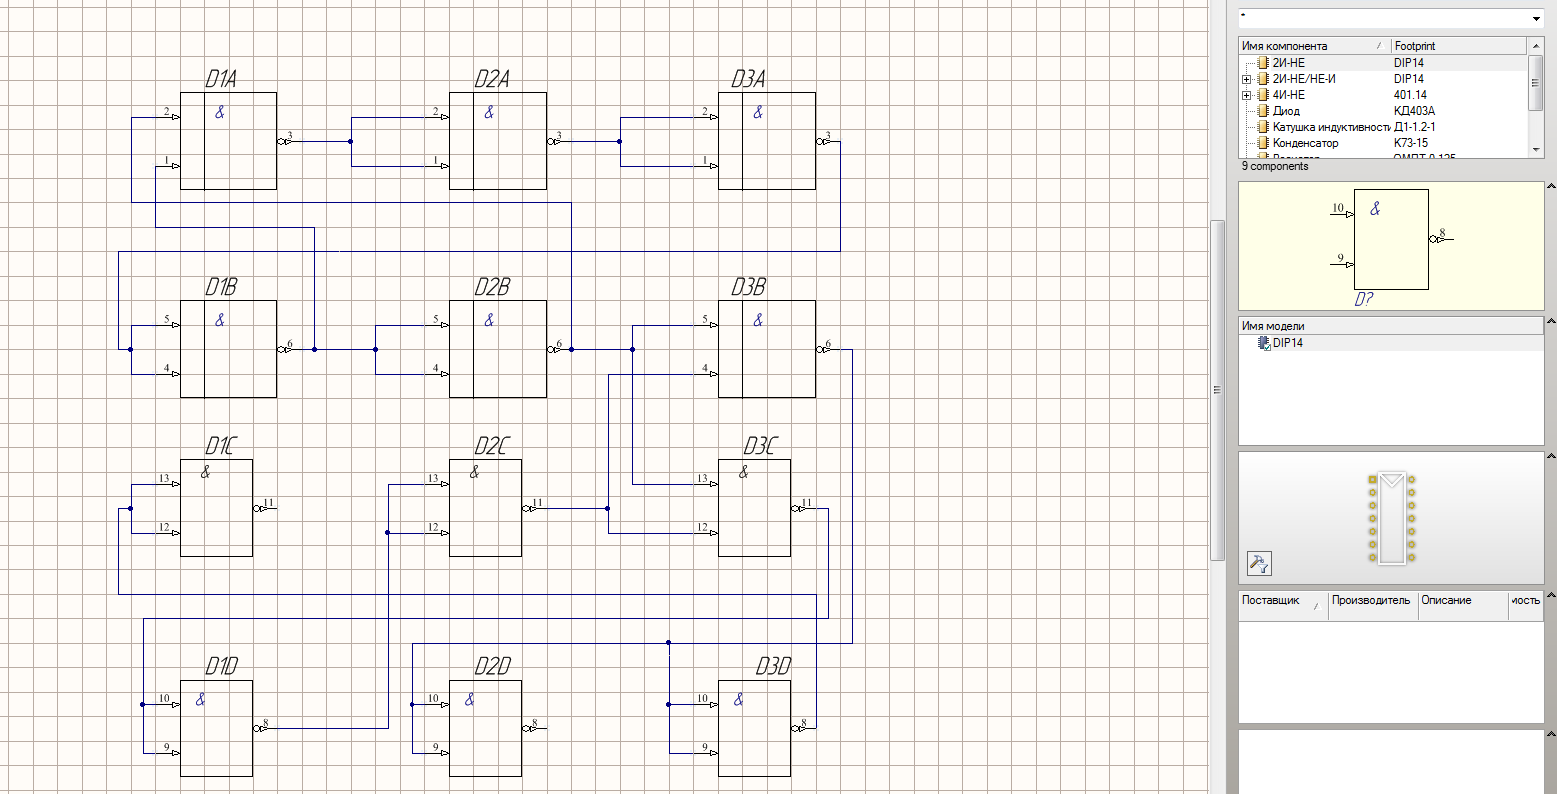 D1A D2A D3A
& & &
2 2 2
3 3 3
1 1 1
D1B D2B D3B
& & &
5 5 5
6 6 6
4 4 4
D1C D2C D3C
& & &
13 13 13
11 11 11
12 12 12
D1D D2D D3D
& & &
10 10 10
8 8 8
9 9 9
*
Имя компонента / Footprint
2И-НЕ DIP14
2И-НЕ/НЕ-И DIP14
4И-НЕ 401.14
Диод КД403А
Катушка индуктивности Д1-1.2-1
Конденсатор К73-15
9 components
10 &
8
9
D?
Имя модели
DIP14
Поставщик / Производитель Описание мость